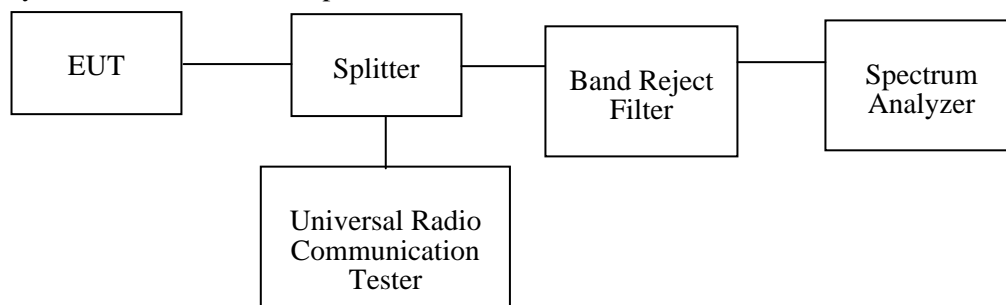 EUT
Splitter
Band Reject
Filter
Spectrum
Analyzer
Universal Radio
Communication
Tester